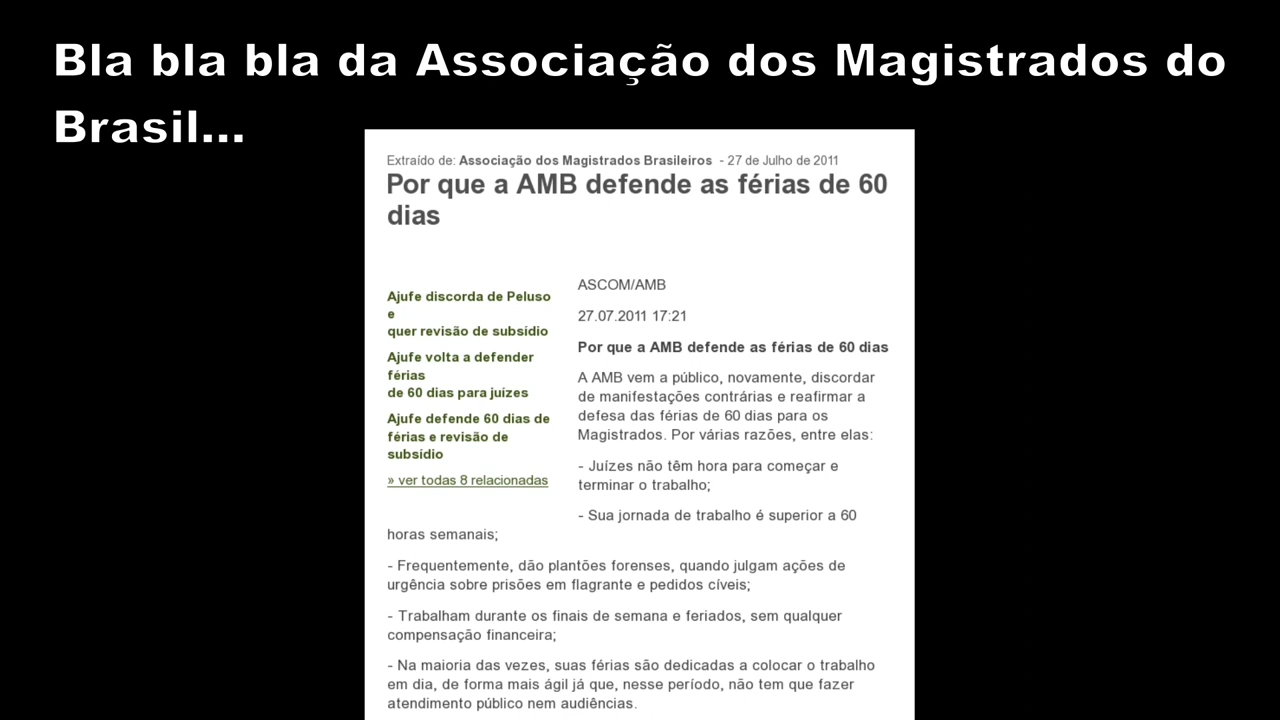 Bla bla bla da Associação dos Magistrados do
Brasil...
Extraído de: Associação dos Magistrados Brasileiros - 27 de Julho de 2011
Por que a AMB defende as férias de 60
dias
Ajufe discorda de Peluso
e
quer revisão de subsídio
Ajufe volta a defender
férias
de 60 dias para juízes
Ajufe defende 60 dias de
férias e revisão de
subsídio
» ver todas 8 relacionadas
ASCOM/AMB
27.07.2011 17:21
Por que a AMB defende as férias de 60 dias
A AMB vem a público, novamente, discordar
de manifestações contrárias e reafirmar a
defesa das férias de 60 dias para os
Magistrados. Por várias razões, entre elas:
- Juízes não têm hora para começar e
terminar o trabalho;
- Sua jornada de trabalho é superior a 60
horas semanais;
- Frequentemente, dão plantões forenses, quando julgam ações de
urgência sobre prisões em flagrante e pedidos cíveis;
- Trabalham durante os finais de semana e feriados, sem qualquer
compensação financeira;
- Na maioria das vezes, suas férias são dedicadas a colocar o trabalho
em dia, de forma mais ágil já que, nesse período, não tem que fazer
atendimento público nem audiências.